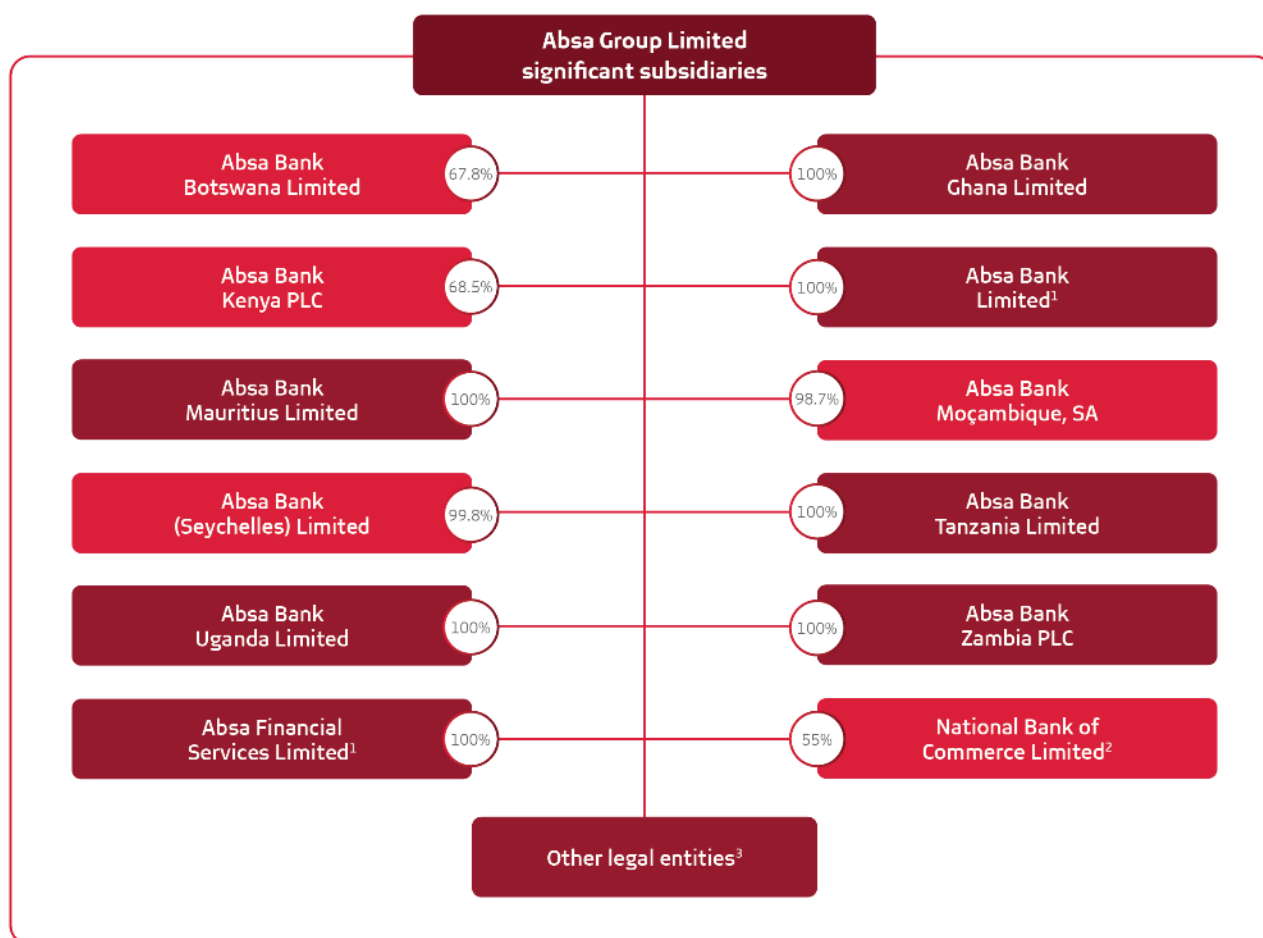 Absa Group Limited
significant subsidiaries
Absa Bank
Botswana Limited
67.8%
100%
Absa Bank
Ghana Limited
Absa Bank
Kenya PLC
68.5%
100%
Absa Bank
Limited¹
Absa Bank
Mauritius Limited
100%
98.7%
Absa Bank
Moçambique, SA
Absa Bank
(Seychelles) Limited
99.8%
100%
Absa Bank
Tanzania Limited
Absa Bank
Uganda Limited
100%
100%
Absa Bank
Zambia PLC
Absa Financial
Services Limited¹
100%
55%
National Bank of
Commerce Limited²
Other legal entities³